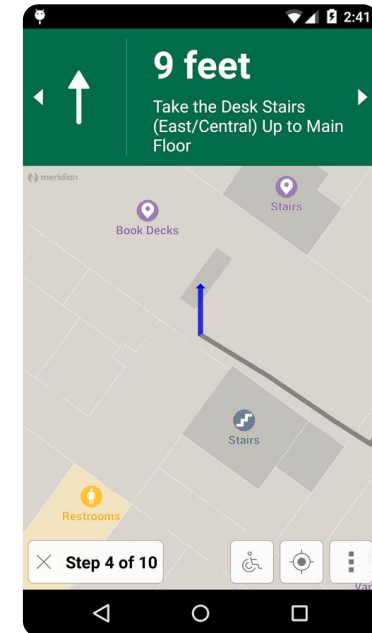 2:41
9 feet
Take the Desk Stairs
(East/Central) Up to Main
Floor
meridian
Stairs
Book Decks
Stairs
Restrooms
Step 4 of 10
Var